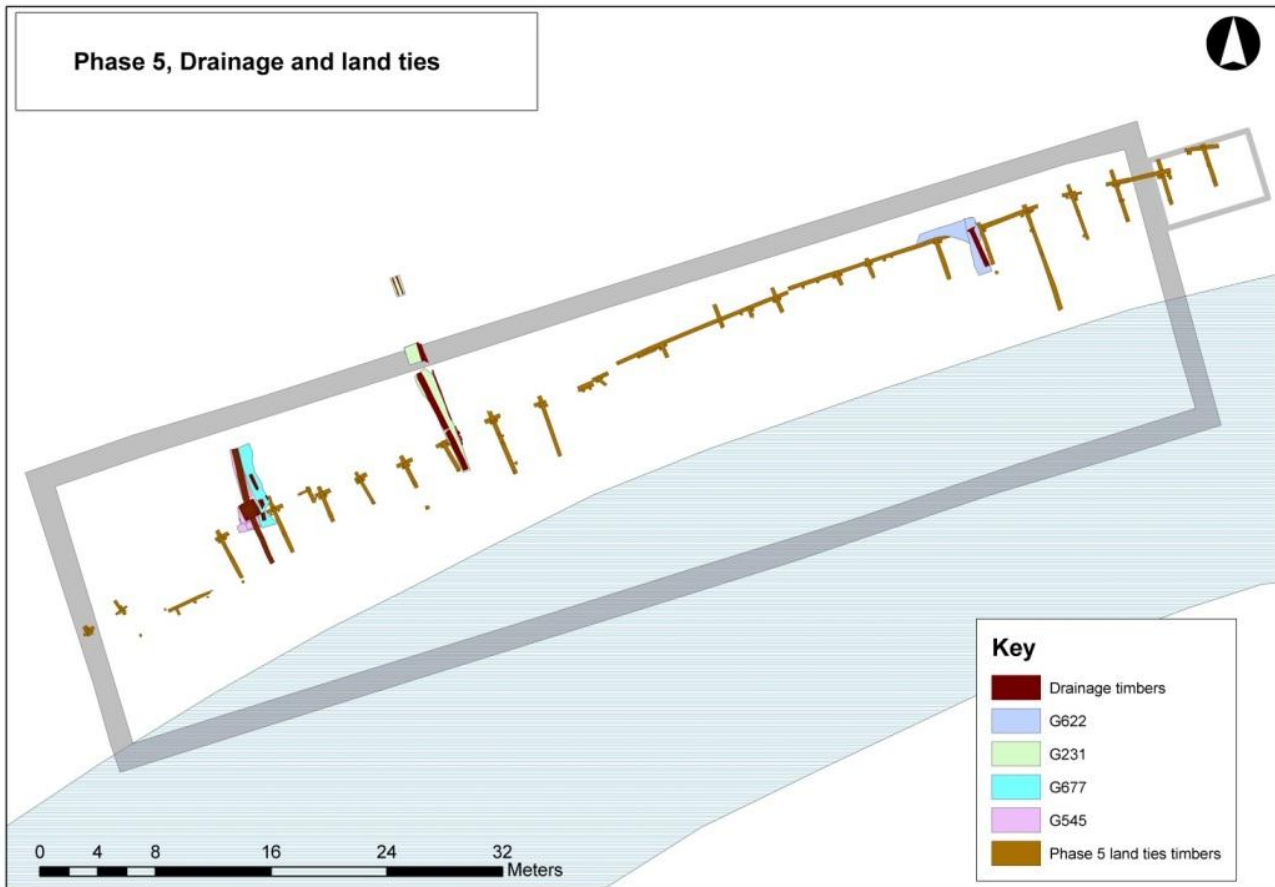 Phase 5, Drainage and land ties
Key
Drainage timbers
G622
G231
G677
G545
Phase 5 land ties timbers
0 4 8 16 24 32
Meters